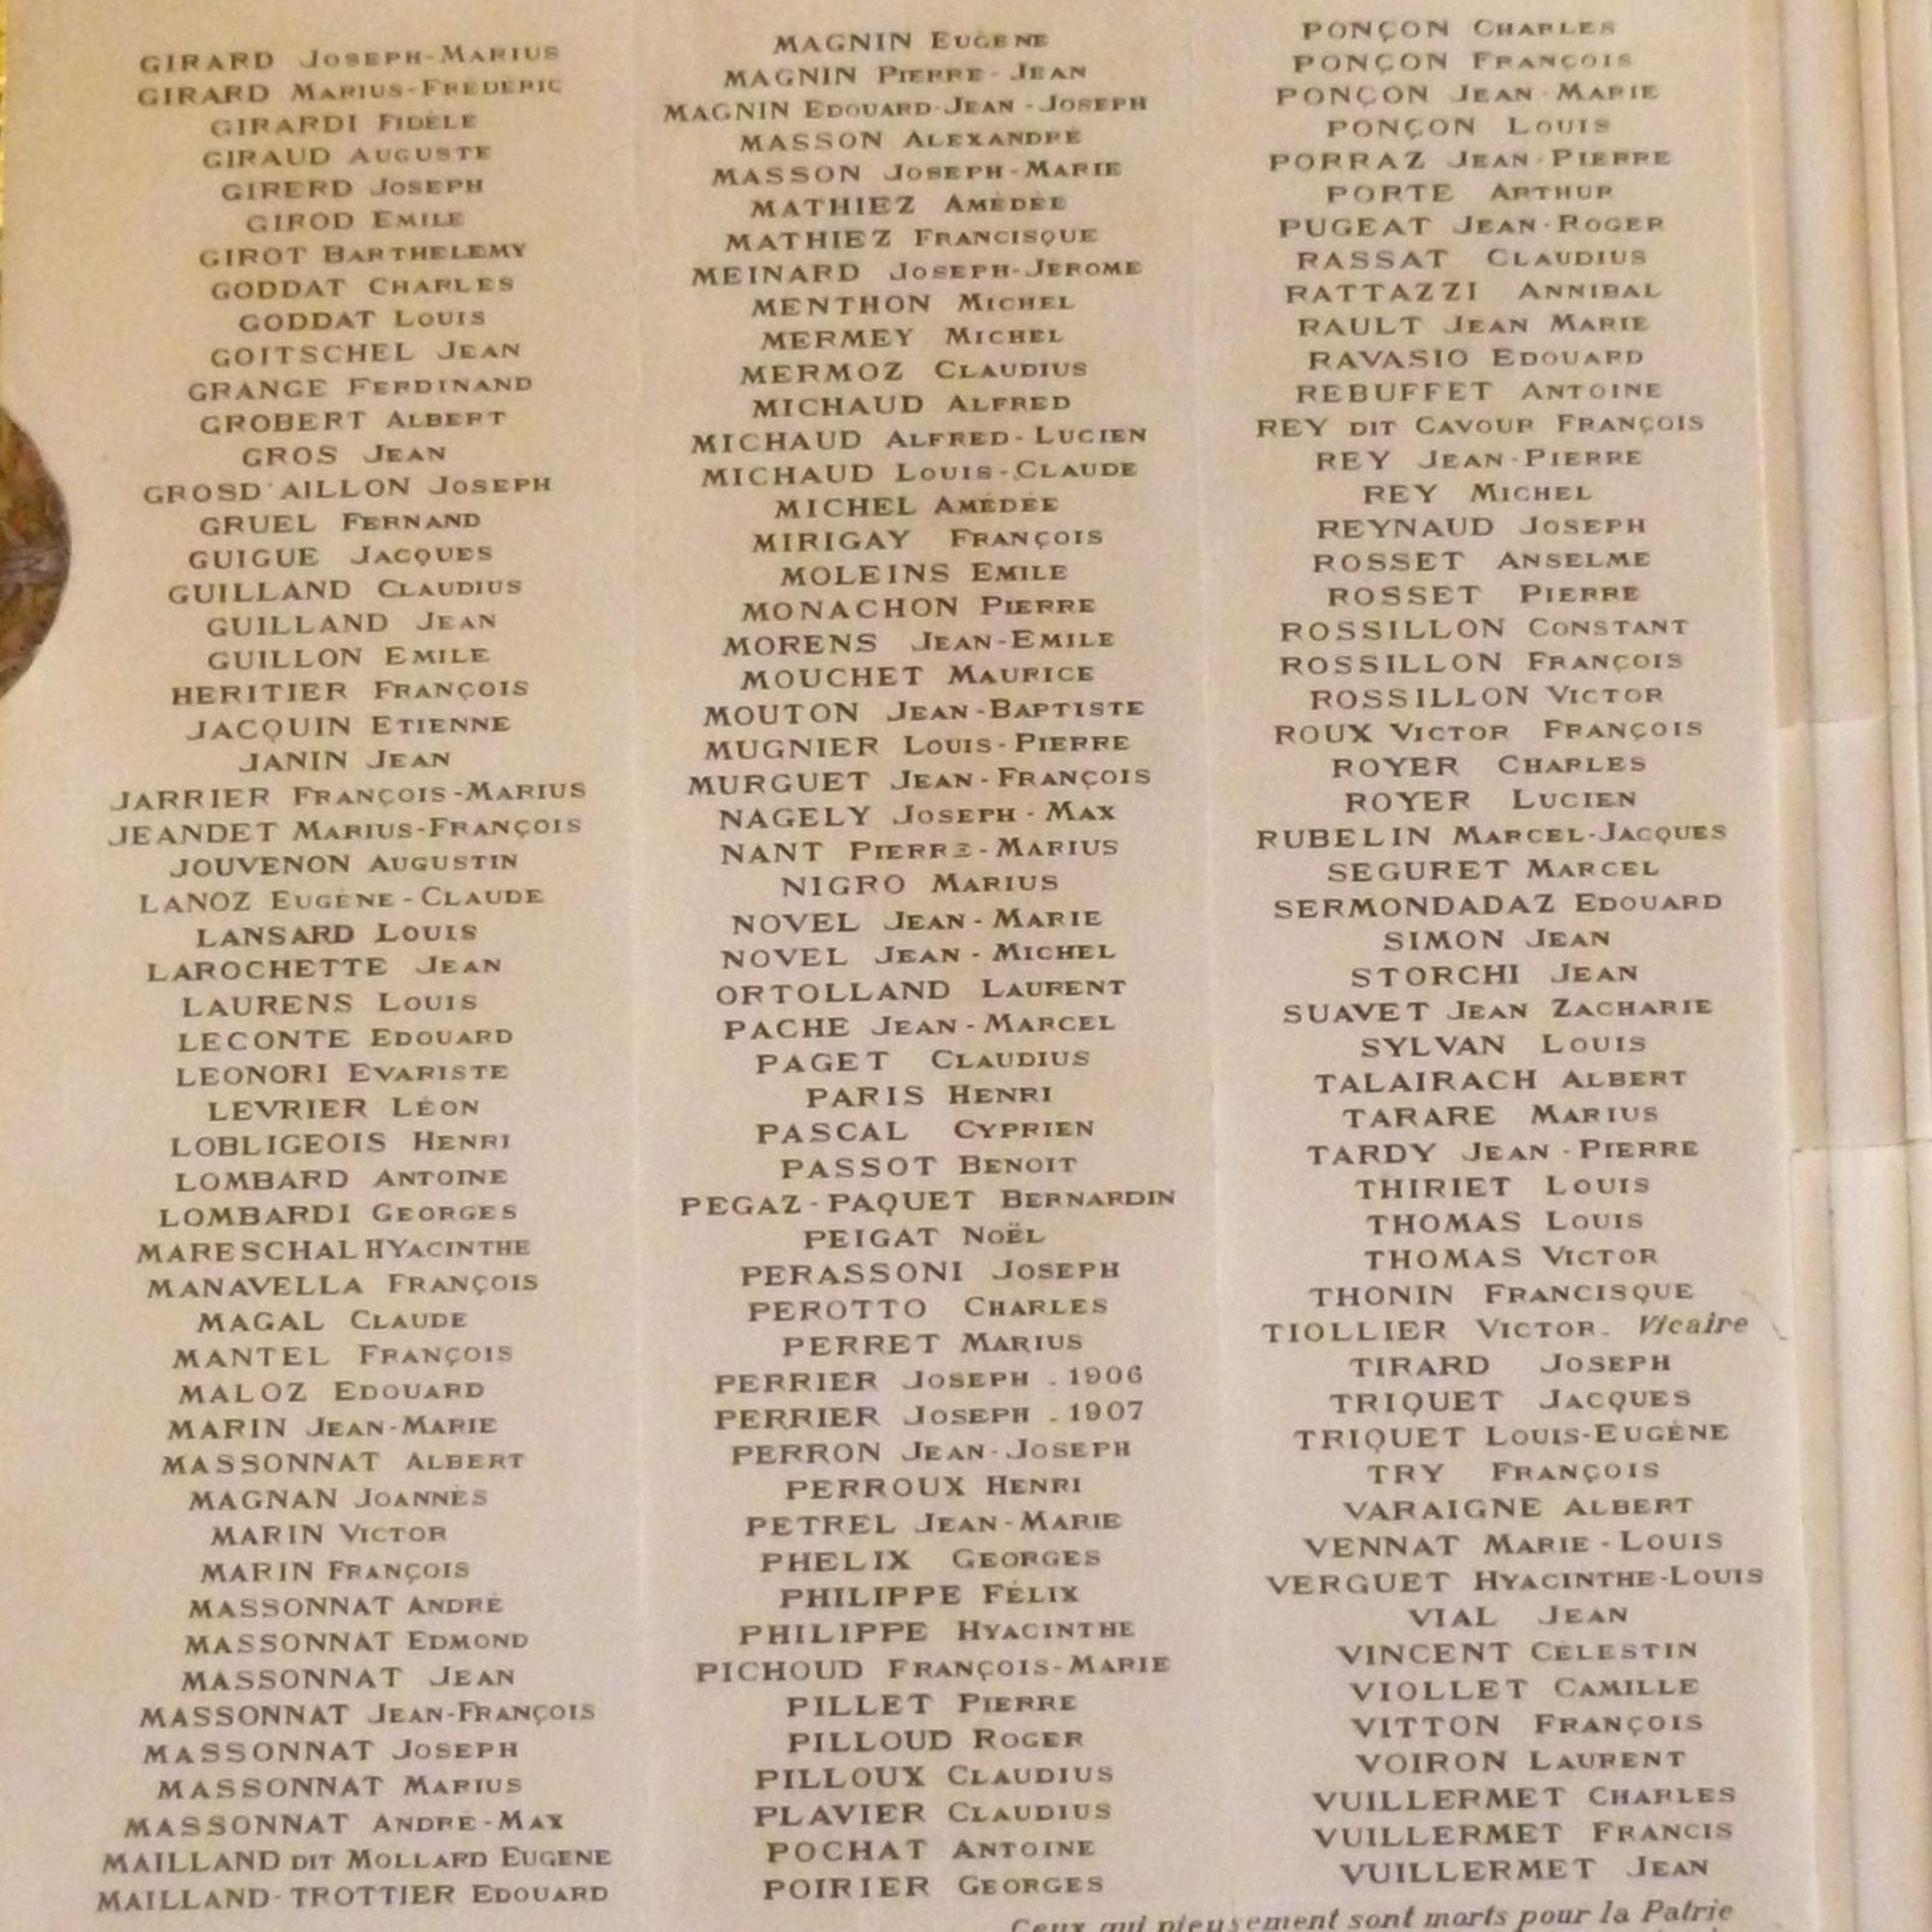 GIRARD JOSEPH-MARIUS
GIRARD MARIUS-FRÉDÉRIC
GIRARDI FIDÈLE
GIRAUD AUGUSTE
GIRERD JOSEPH
GIROD EMILE
GIROT BARTHELEMY
GODDAT CHARLES
GODDAT LOUIS
GOITSCHEL JEAN
GRANGE FERDINAND
GROBERT ALBERT
GROS JEAN
GROSD'AILLON JOSEPH
GRUEL FERNAND
GUIGUE JACQUES
GUILLAND CLAUDIUS
GUILLAND JEAN
GUILLON EMILE
HERITIER FRANÇOIS
JACQUIN ETIENNE
JANIN JEAN
JARRIER FRANÇOIS-MARIUS
JEANDET MARIUS-FRANÇOIS
JOUVENON AUGUSTIN
LANOZ EUGÈNE-CLAUDE
LANSARD LOUIS
LAROCHETTE JEAN
LAURENS LOUIS
LECONTE EDOUARD
LEONORI EVARISTE
LEVRIER LÉON
LOBLIGEOIS HENRI
LOMBARD ANTOINE
LOMBARDI GEORGES
MARESCHAL HYACINTHE
MANAVELLA FRANÇOIS
MAGAL CLAUDE
MANTEL FRANÇOIS
MALOZ EDOUARD
MARIN JEAN-MARIE
MASSONNAT ALBERT
MAGNAN JOANNÈS
MARIN VICTOR
MARIN FRANÇOIS
MASSONNAT ANDRÉ
MASSONNAT EDMOND
MASSONNAT JEAN
MASSONNAT JEAN-FRANÇOIS
MASSONNAT JOSEPH
MASSONNAT MARIUS
MASSONNAT ANDRÉ-MAX
MAILLAND DIT MOLLARD EUGÈNE
MAILLAND-TROTTIER EDOUARD
MAGNIN EUGÈNE
MAGNIN PIERRE-JEAN
MAGNIN EDOUARD-JEAN-JOSEPH
MASSON ALEXANDRE
MASSON JOSEPH-MARIE
MATHIEZ AMÉDÉE
MATHIEZ FRANCISQUE
MEINARD JOSEPH-JEROME
MENTHON MICHEL
MERMEY MICHEL
MERMOZ CLAUDIUS
MICHAUD ALFRED
MICHAUD ALFRED-LUCIEN
MICHAUD LOUIS-CLAUDE
MICHEL AMÉDÉE
MIRIGAY FRANÇOIS
MOLEINS EMILE
MONACHON PIERRE
MORENS JEAN-EMILE
MOUCHET MAURICE
MOUTON JEAN-BAPTISTE
MUGNIER LOUIS-PIERRE
MURGUET JEAN-FRANÇOIS
NAGELY JOSEPH-MAX
NANT PIERRE-MARIUS
NIGRO MARIUS
NOVEL JEAN-MARIE
NOVEL JEAN-MICHEL
ORTOLLAND LAURENT
PACHE JEAN-MARCEL
PAGET CLAUDIUS
PARIS HENRI
PASCAL CYPRIEN
PASSOT BENOIT
PEGAZ-PAQUET BERNARDIN
PEIGAT NOËL
PERASSONI JOSEPH
PEROTTO CHARLES
PERRET MARIUS
PERRIER JOSEPH . 1906
PERRIER JOSEPH . 1907
PERRON JEAN-JOSEPH
PERROUX HENRI
PETREL JEAN-MARIE
PHELIX GEORGES
PHILIPPE FÉLIX
PHILIPPE HYACINTHE
PICHOUD FRANÇOIS-MARIE
PILLET PIERRE
PILLOUD ROGER
PILLOUX CLAUDIUS
PLAVIER CLAUDIUS
POCHAT ANTOINE
POIRIER GEORGES
PONÇON CHARLES
PONÇON FRANÇOIS
PONÇON JEAN-MARIE
PONÇON LOUIS
PORRAZ JEAN-PIERRE
PORTE ARTHUR
PUGEAT JEAN-ROGER
RASSAT CLAUDIUS
RATTAZZI ANNIBAL
RAULT JEAN MARIE
RAVASIO EDOUARD
REBUFFET ANTOINE
REY DIT CAVOUR FRANÇOIS
REY JEAN-PIERRE
REY MICHEL
REYNAUD JOSEPH
ROSSET ANSELME
ROSSET PIERRE
ROSSILLON CONSTANT
ROSSILLON FRANÇOIS
ROSSILLON VICTOR
ROUX VICTOR FRANÇOIS
ROYER CHARLES
ROYER LUCIEN
RUBELIN MARCEL-JACQUES
SEGURET MARCEL
SERMONDADAZ EDOUARD
SIMON JEAN
STORCHI JEAN
SUAVET JEAN ZACHARIE
SYLVAN LOUIS
TALAIRACH ALBERT
TARARE MARIUS
TARDY JEAN-PIERRE
THIRIET LOUIS
THOMAS LOUIS
THOMAS VICTOR
THONIN FRANCISQUE
TIOLLIER VICTOR. Vicaire
TIRARD JOSEPH
TRIQUET JACQUES
TRIQUET LOUIS-EUGÈNE
TRY FRANÇOIS
VARAIGNE ALBERT
VENNAT MARIE-LOUIS
VERGUET HYACINTHE-LOUIS
VIAL JEAN
VINCENT CÉLESTIN
VIOLLET CAMILLE
VITTON FRANÇOIS
VOIRON LAURENT
VUILLERMET CHARLES
VUILLERMET FRANCIS
VUILLERMET JEAN
Ceux qui pieusement sont morts pour la Patrie